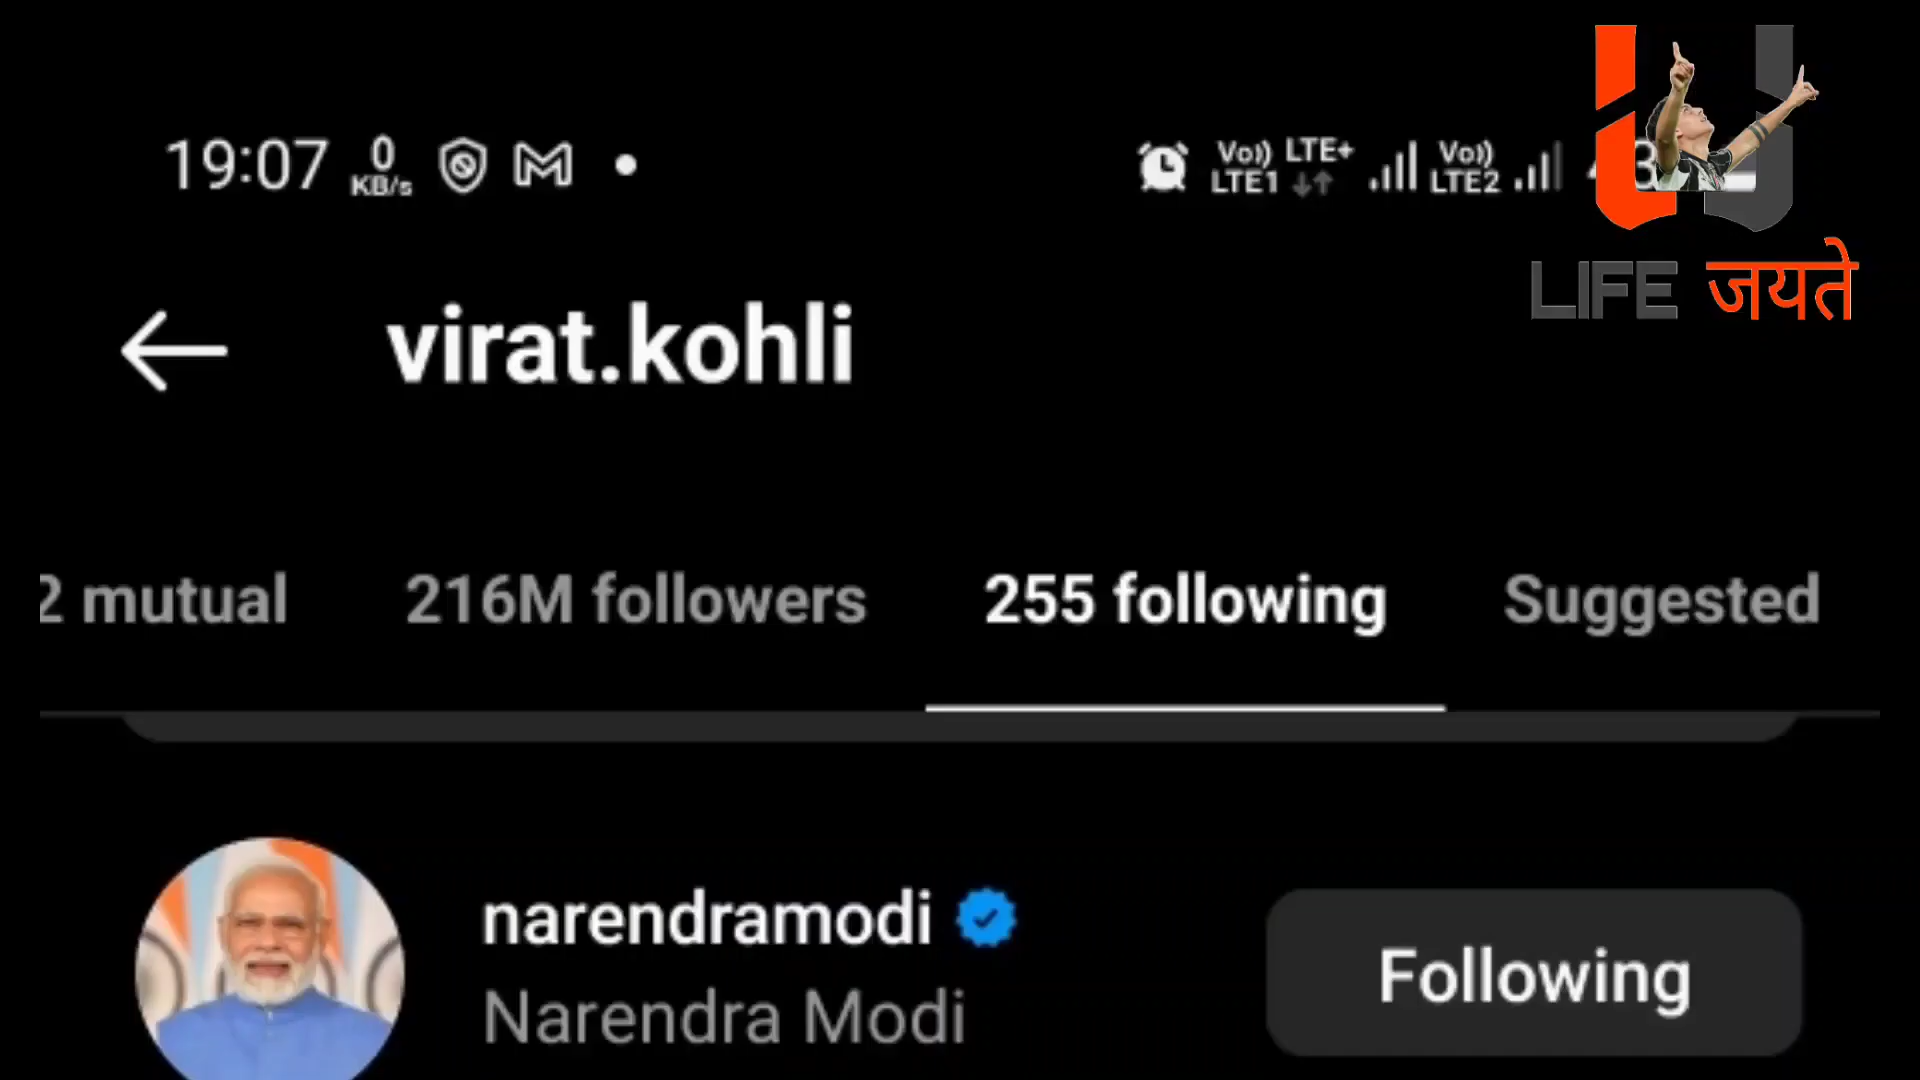 19:07 0 KB/s Vo)) LTE1 LTE+ Vo)) LTE2
LIFE जयते
virat.kohli
2 mutual 216M followers 255 following Suggested
narendramodi
Narendra Modi
Following